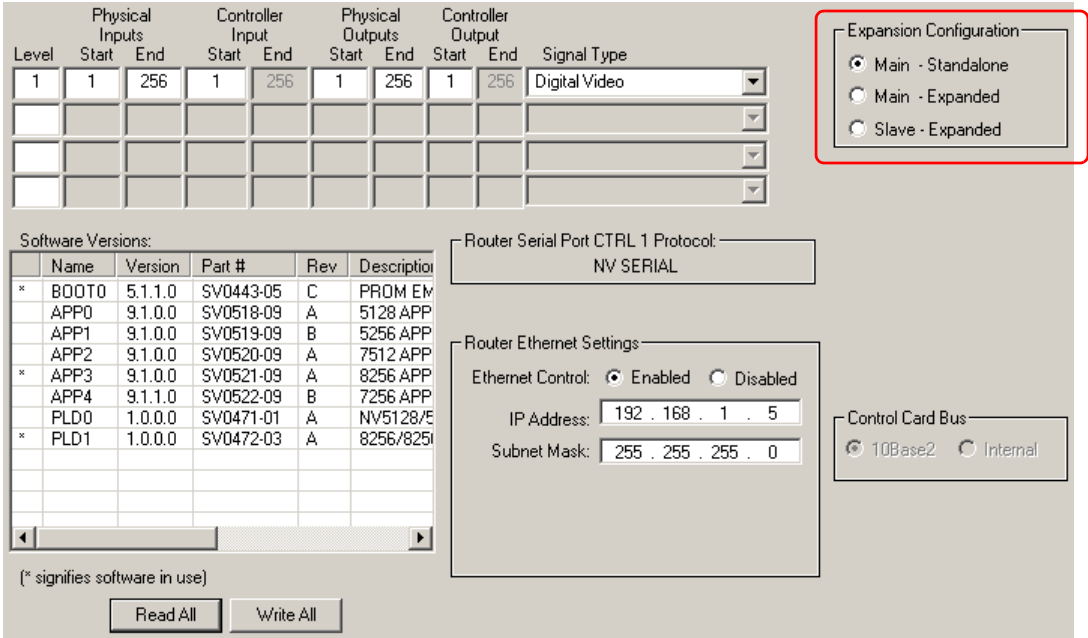 Physical Inputs Controller Input Physical Outputs Controller Output
Level Start End Start End Start End Start End Signal Type
1 1 256 1 256 1 256 1 256 Digital Video
Expansion Configuration
Main - Standalone
Main - Expanded
Slave - Expanded
Software Versions:
Name Version Part # Rev Description
* BOOT0 5.1.1.0 SV0443-05 C PROM EM
APP0 9.1.0.0 SV0518-09 A 5128 APP
APP1 9.1.0.0 SV0519-09 B 5256 APP
APP2 9.1.0.0 SV0520-09 A 7512 APP
* APP3 9.1.0.0 SV0521-09 A 8256 APP
APP4 9.1.1.0 SV0522-09 B 7256 APP
PLD0 1.0.0.0 SV0471-01 A NV5128/5
* PLD1 1.0.0.0 SV0472-03 A 8256/825
(* signifies software in use)
Read All Write All
Router Serial Port CTRL 1 Protocol:
NV SERIAL
Router Ethernet Settings
Ethernet Control: Enabled Disabled
IP Address: 192 . 168 . 1 . 5
Subnet Mask: 255 . 255 . 255 . 0
Control Card Bus
10Base2 Internal